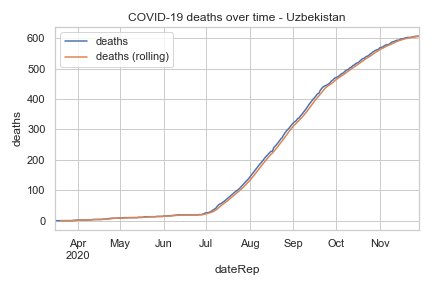 COVID-19 deaths over time - Uzbekistan
deaths
deaths (rolling)
600
500
400
300
200
100
0
deaths
Apr May Jun Jul Aug Sep Oct Nov
2020
dateRep